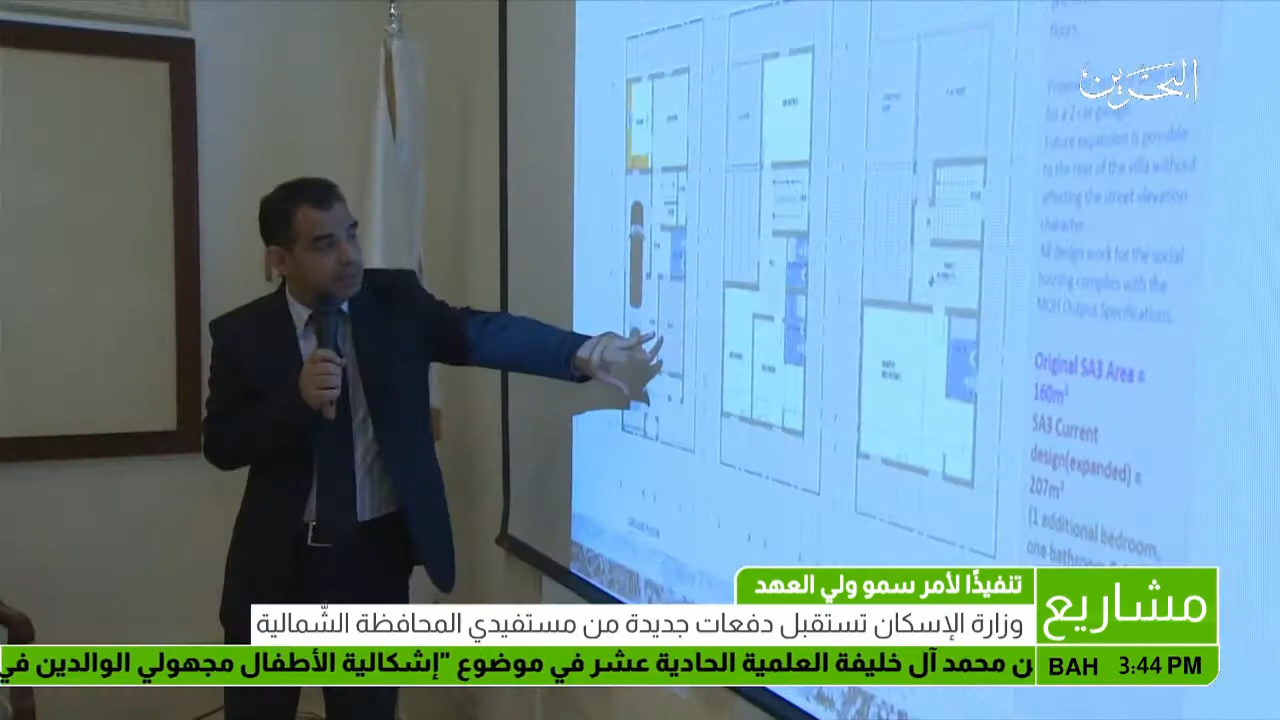 البحرين
floors.
for a 2 car garage.
Future expansion is possible
to the rear of the villa without
affecting the street elevation
character.
All design work for the social
housing complies with the
MOH Output Specifications.
Original SA3 Area =
160m²
SA3 Current
design(expanded) =
207m²
(1 additional bedroom,
one bathroom
GROUND FLOOR
تنفيذًا لأمر سمو ولي العهد
مشاريع
وزارة الإسكان تستقبل دفعات جديدة من مستفيدي المحافظة الشّمالية
ن محمد آل خليفة العلمية الحادية عشر في موضوع "إشكالية الأطفال مجهولي الوالدين في
BAH 3:44 PM